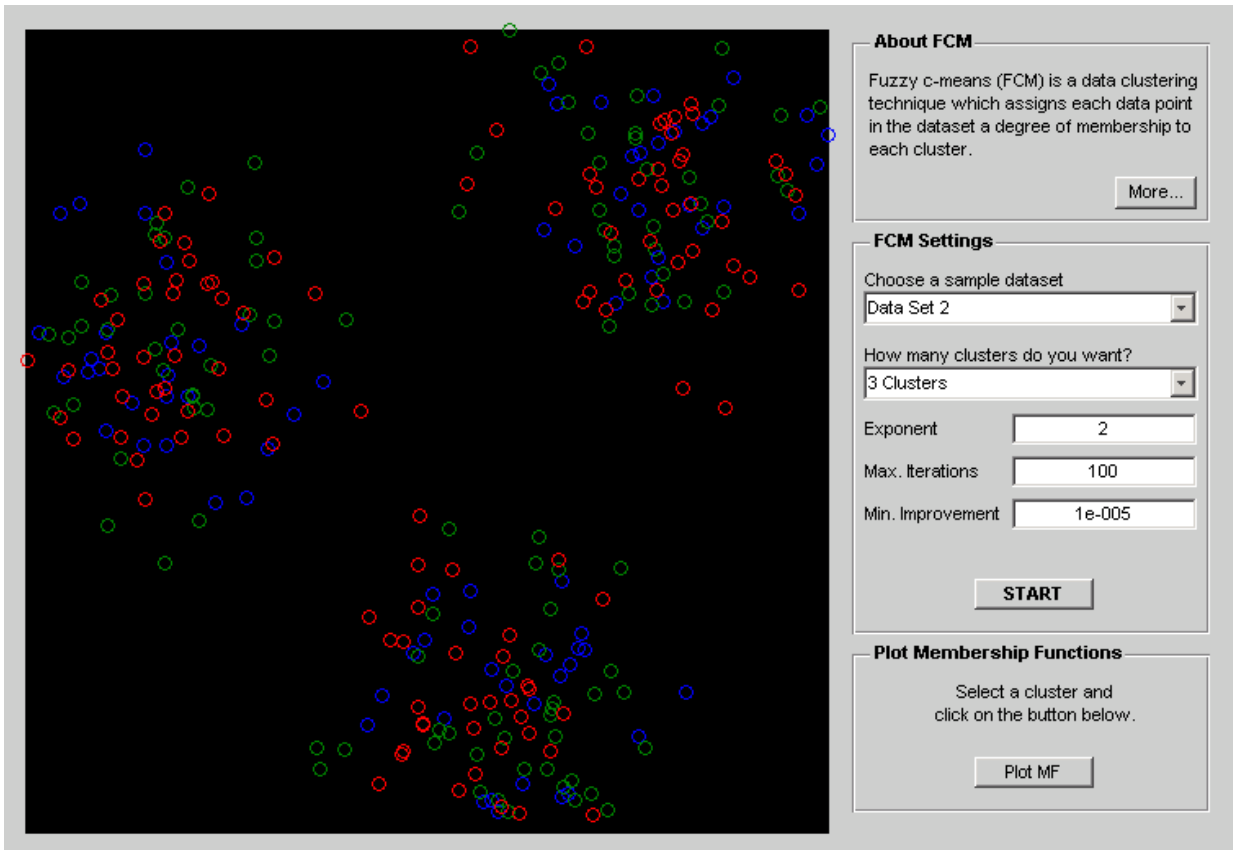 About FCM
Fuzzy c-means (FCM) is a data clustering
technique which assigns each data point
in the dataset a degree of membership to
each cluster.
More...
FCM Settings
Choose a sample dataset
Data Set 2
How many clusters do you want?
3 Clusters
Exponent 2
Max. Iterations 100
Min. Improvement 1e-005
START
Plot Membership Functions
Select a cluster and
click on the button below.
Plot MF